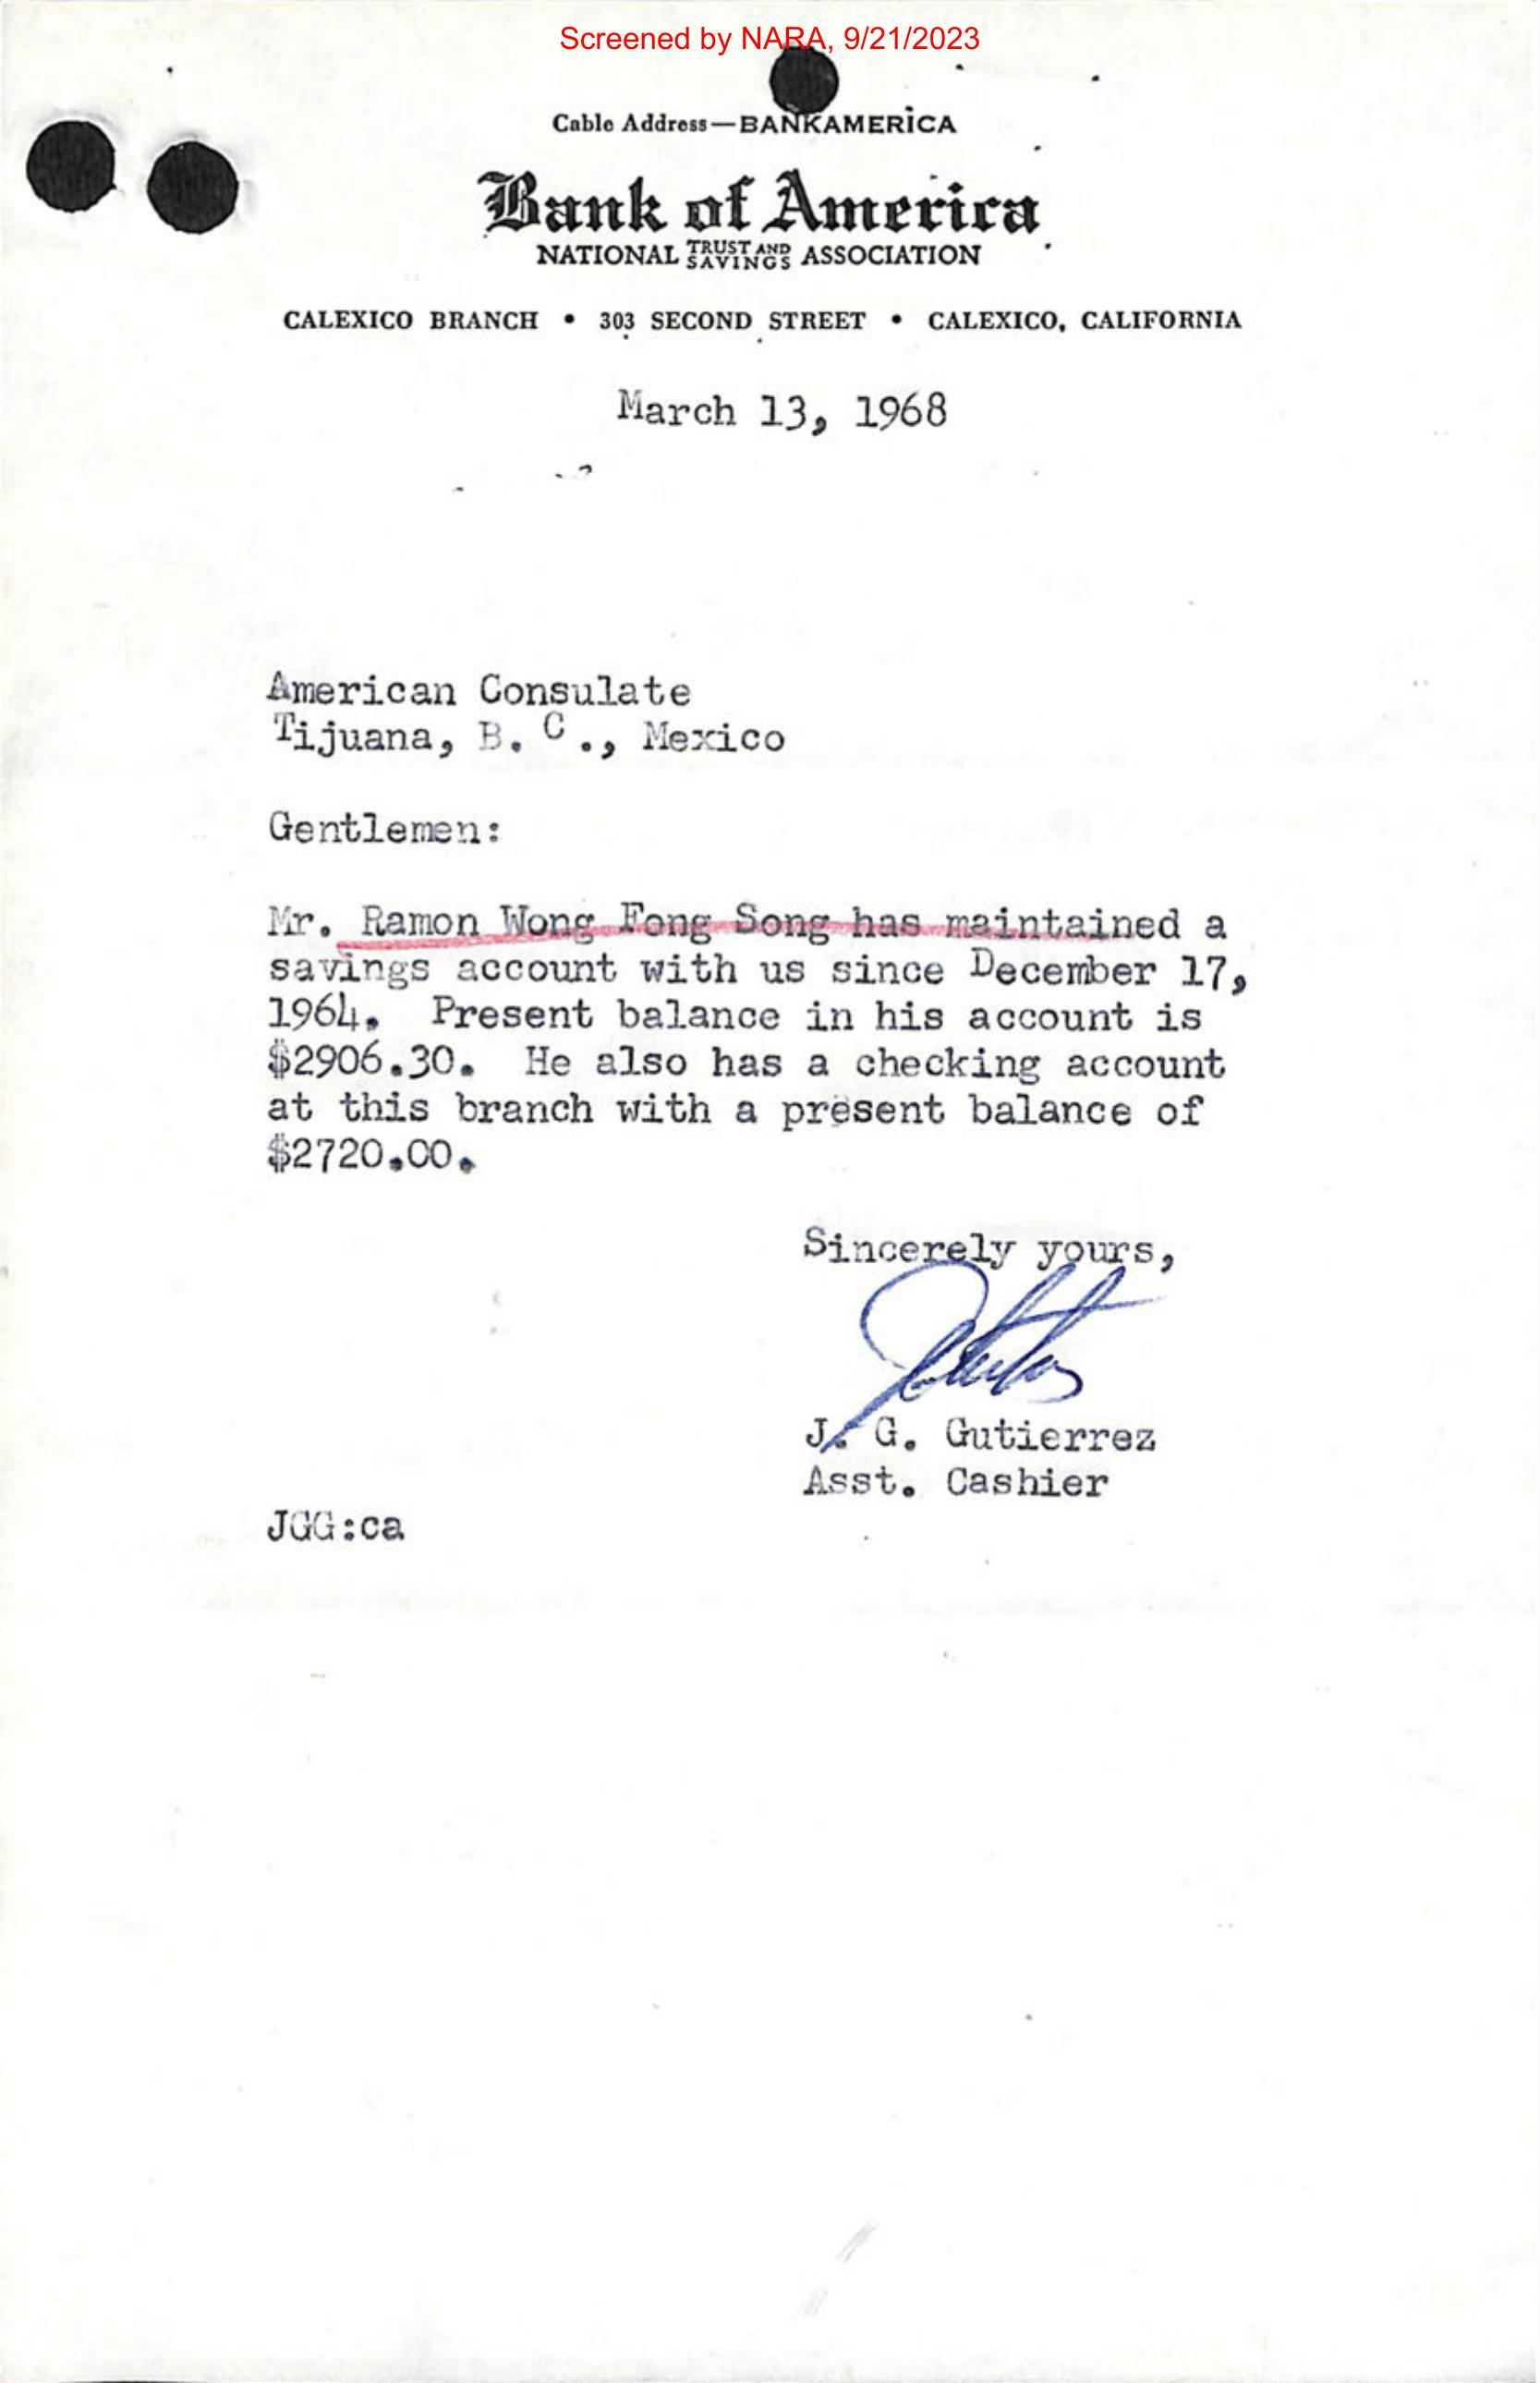 Screened by NARA, 9/21/2023
Cable Address—BANKAMERICA
Bank of America
NATIONAL TRUST AND SAVINGS ASSOCIATION
CALEXICO BRANCH • 303 SECOND STREET • CALEXICO, CALIFORNIA
March 13, 1968
American Consulate
Tijuana, B. C., Mexico
Gentlemen:
Mr. Ramon Wong Fong Song has maintained a
savings account with us since December 17,
1964. Present balance in his account is
$2906.30. He also has a checking account
at this branch with a present balance of
$2720.00.
Sincerely yours,
J. G. Gutierrez
Asst. Cashier
JGG:ca